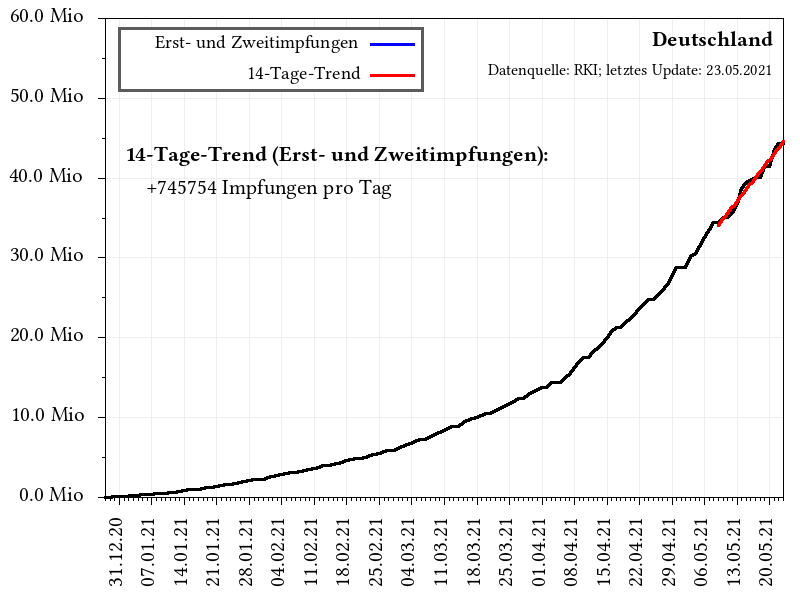 60.0 Mio
50.0 Mio
40.0 Mio
30.0 Mio
20.0 Mio
10.0 Mio
0.0 Mio
Erst- und Zweitimpfungen
14-Tage-Trend
Deutschland
Datenquelle: RKI; letztes Update: 23.05.2021
14-Tage-Trend (Erst- und Zweitimpfungen):
+745754 Impfungen pro Tag
31.12.20
07.01.21
14.01.21
21.01.21
28.01.21
04.02.21
11.02.21
18.02.21
25.02.21
04.03.21
11.03.21
18.03.21
25.03.21
01.04.21
08.04.21
15.04.21
22.04.21
29.04.21
06.05.21
13.05.21
20.05.21